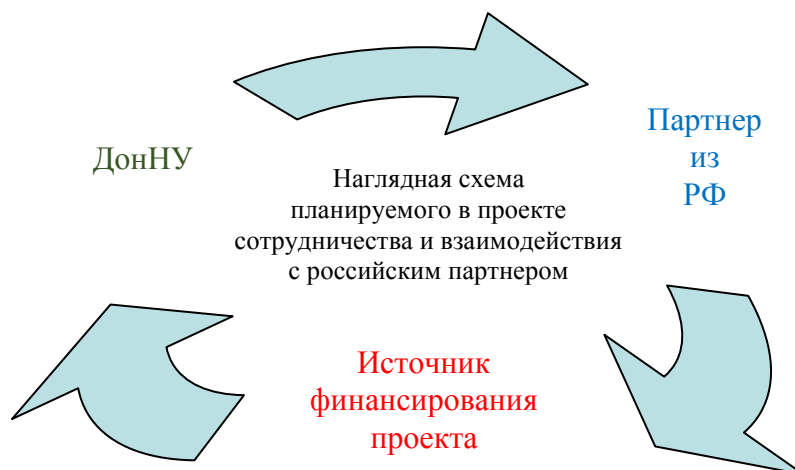 ДонНУ
Партнер
из
РФ
Наглядная схема
планируемого в проекте
сотрудничества и взаимодействия
с российским партнером
Источник
финансирования
проекта